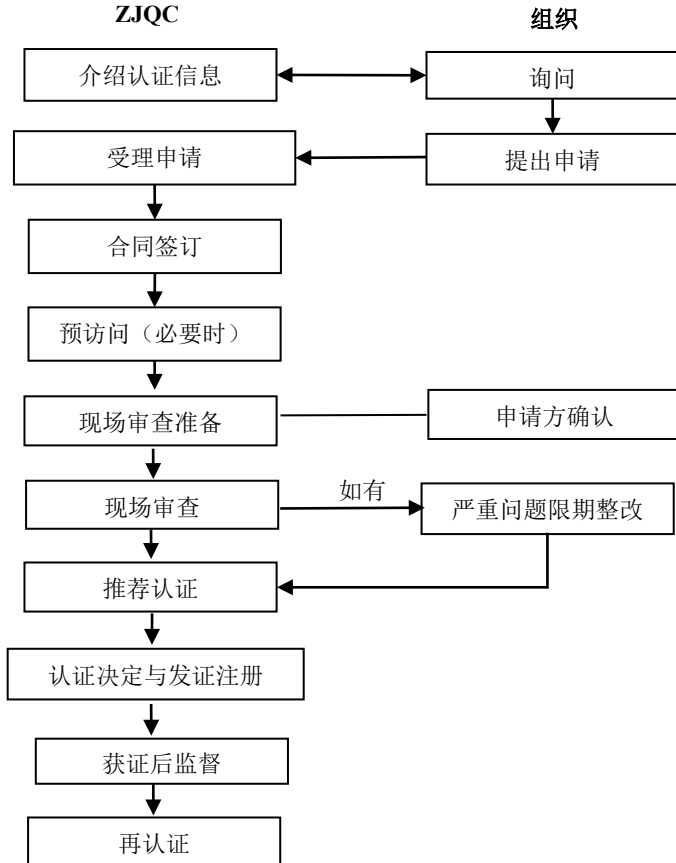 ZJQC
组织
介绍认证信息
询问
受理申请
提出申请
合同签订
预访问（必要时）
现场审查准备
申请方确认
现场审查
如有
严重问题限期整改
推荐认证
认证决定与发证注册
获证后监督
再认证